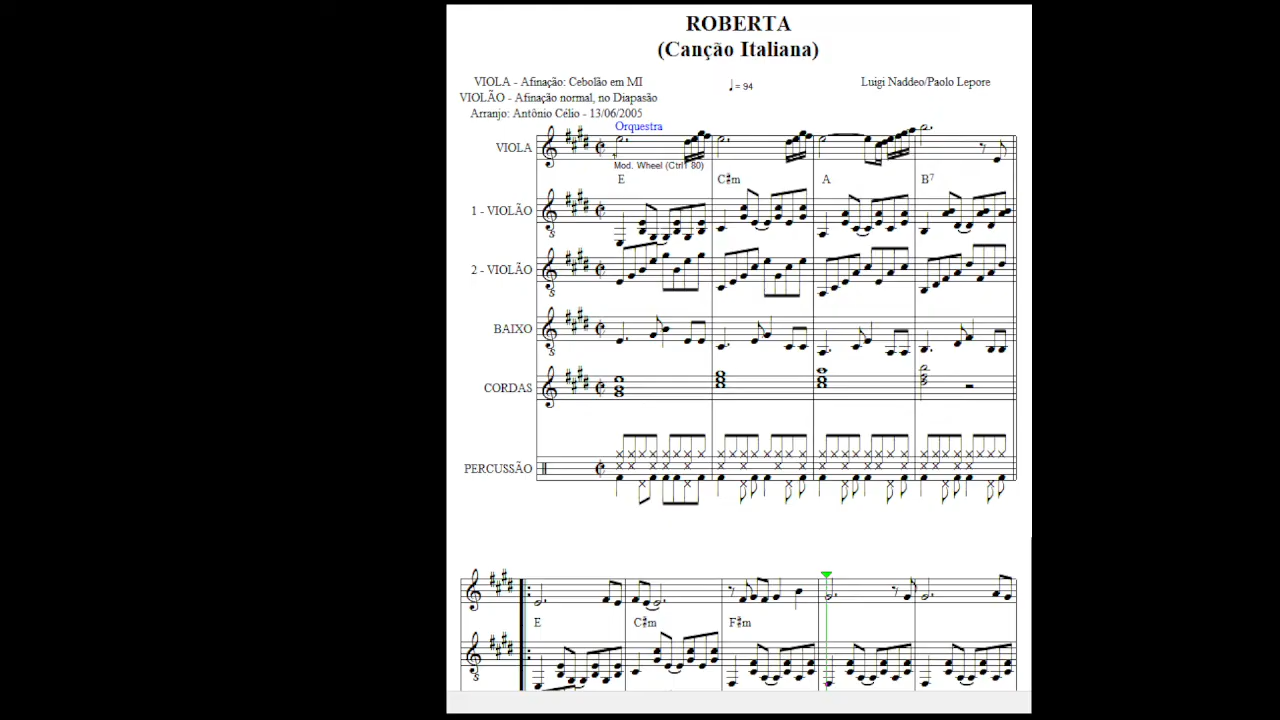 ROBERTA
(Canção Italiana)
VIOLA - Afinação: Cebolão em MI
VIOLÃO - Afinação normal, no Diapasão
Arranjo: Antônio Célio - 13/06/2005
♩ = 94
Luigi Naddeo/Paolo Lepore
Orquestra
VIOLA
Mod. Wheel (Ctrl1 80)
E C#m A B7
1 - VIOLÃO
2 - VIOLÃO
BAIXO
CORDAS
PERCUSSÃO
E C#m F#m